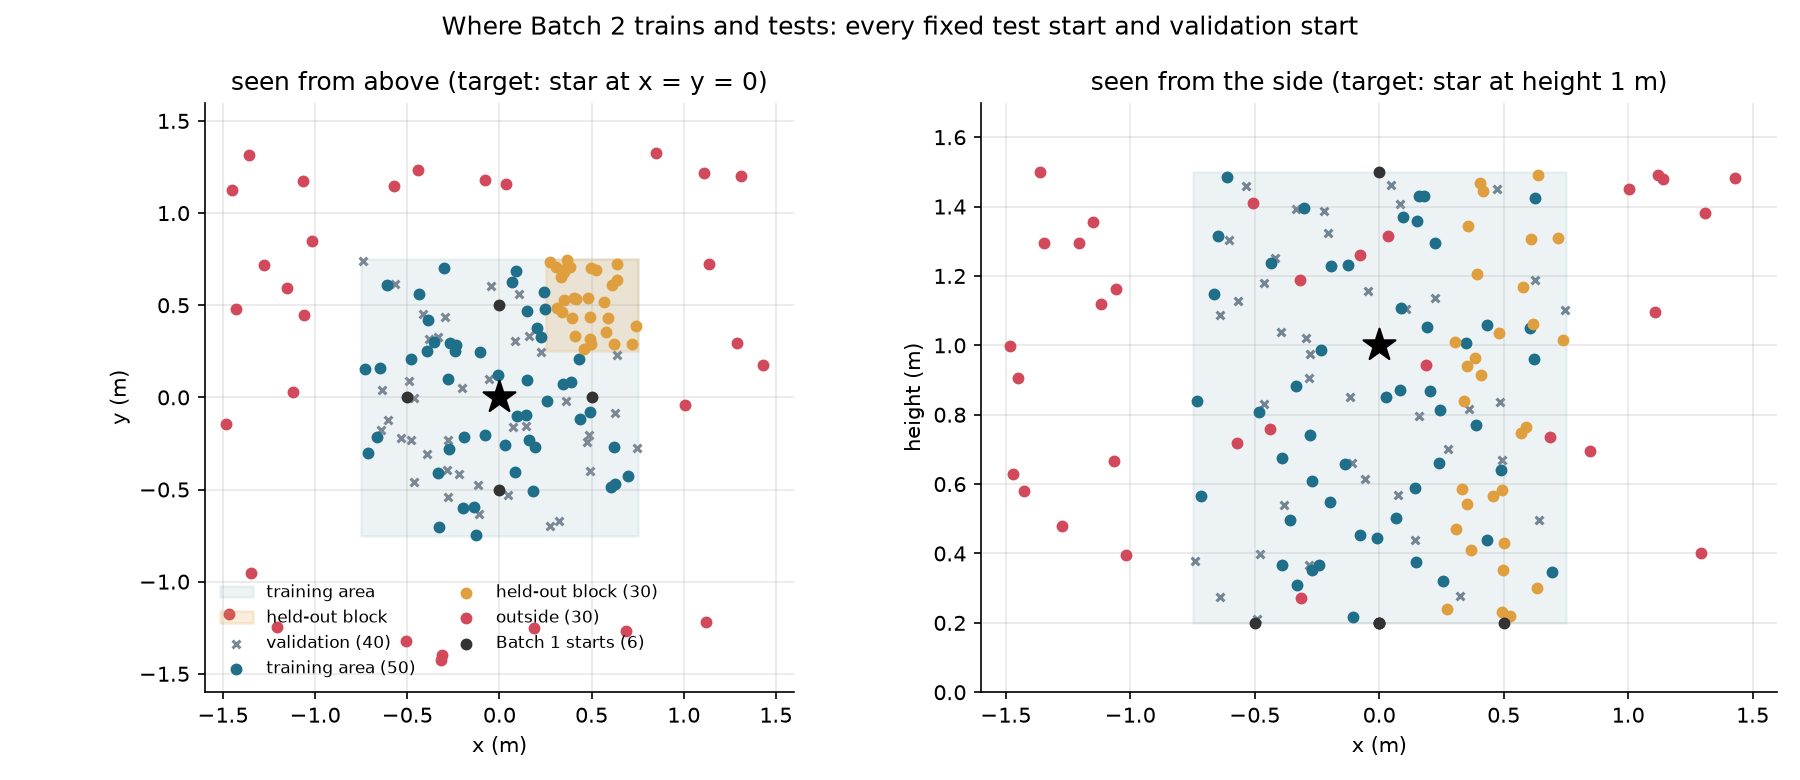 Where Batch 2 trains and tests: every fixed test start and validation start
seen from above (target: star at x = y = 0)
1.5
1.0
0.5
0.0
−0.5
−1.0
−1.5
y (m)
training area
held-out block
validation (40)
training area (50)
held-out block (30)
outside (30)
Batch 1 starts (6)
−1.5 −1.0 −0.5 0.0 0.5 1.0 1.5
x (m)
seen from the side (target: star at height 1 m)
1.6
1.4
1.2
1.0
0.8
0.6
0.4
0.2
0.0
height (m)
−1.5 −1.0 −0.5 0.0 0.5 1.0 1.5
x (m)